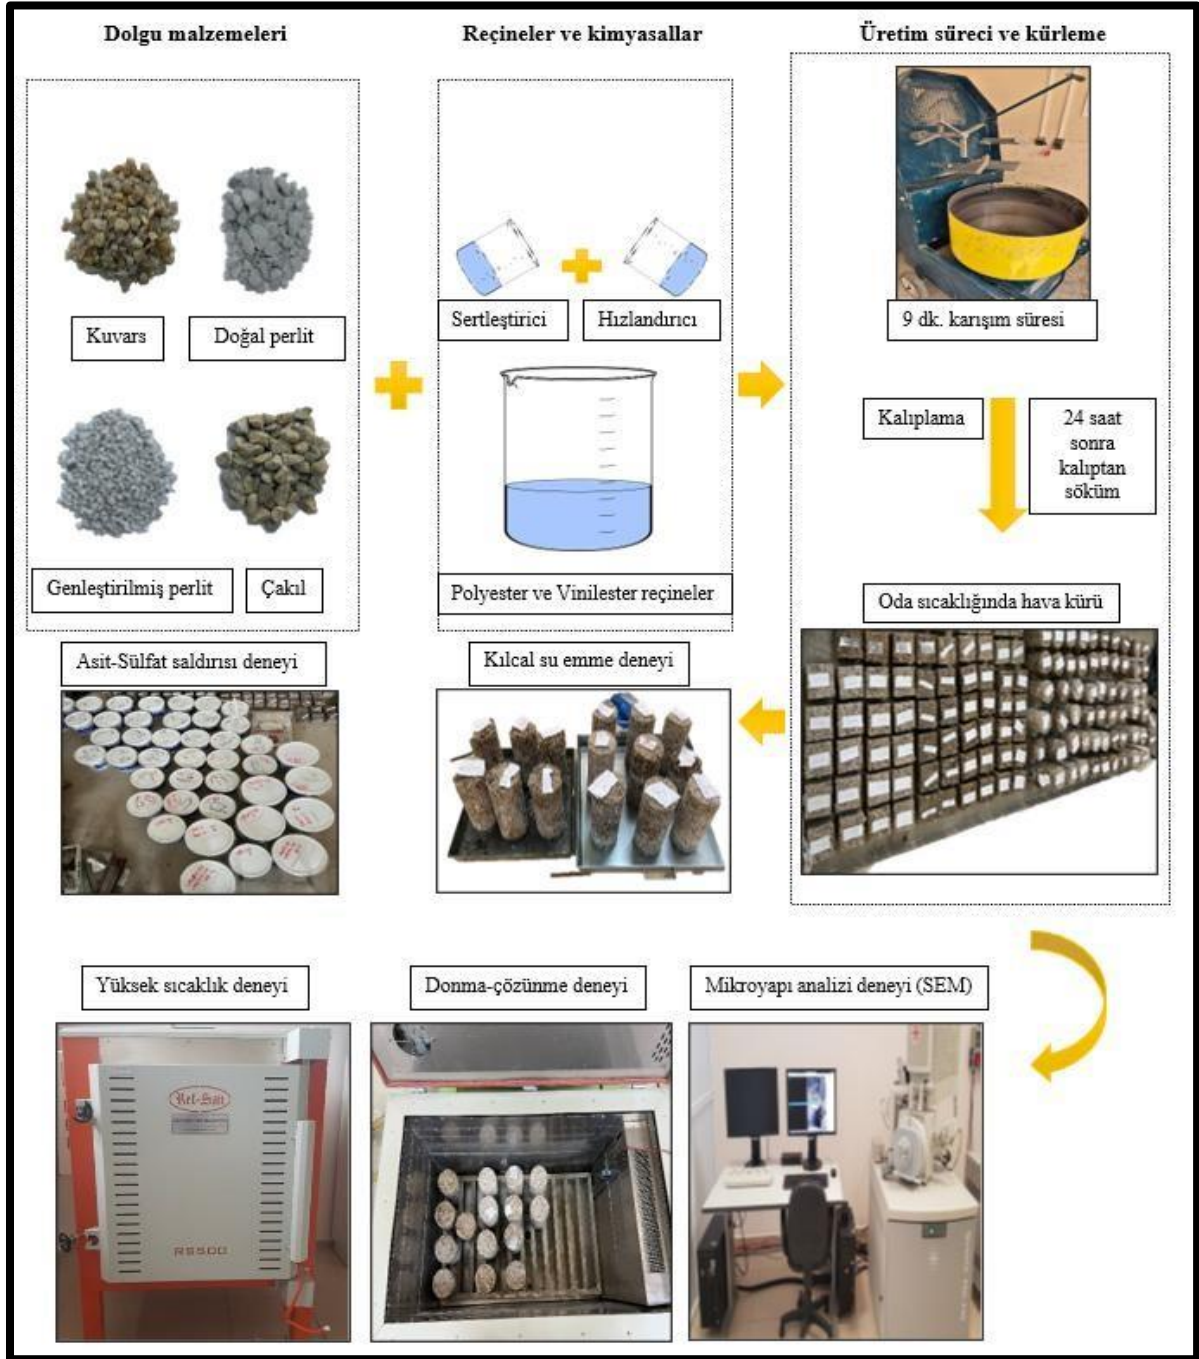 Dolgu malzemeleri
Reçineler ve kimyasallar
Üretim süreci ve kürleme
Kuvars
Doğal perlit
Genleştirilmiş perlit
Çakıl
Sertleştirici
Hızlandırıcı
Polyester ve Vinilester reçineler
9 dk. karışım süresi
Kalıplama
24 saat
sonra
kalıptan
söküm
Oda sıcaklığında hava kürü
Asit-Sülfat saldırısı deneyi
Kılcal su emme deneyi
Yüksek sıcaklık deneyi
Donma-çözünme deneyi
Mikroyapı analizi deneyi (SEM)
Ref-San
RS500